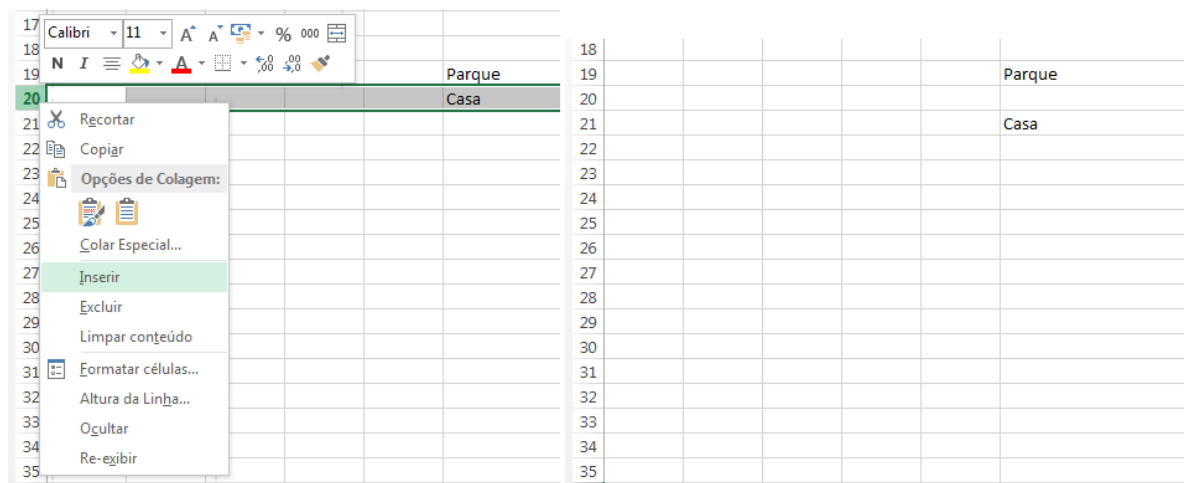 17
Calibri 11 A A % 000
18
N I A ,00 ,00 →,0
19 Parque
20 Casa
21 Recortar
22 Copiar
23 Opções de Colagem:
24
25
26 Colar Especial...
27 Inserir
28 Excluir
29 Limpar conteúdo
30
31 Formatar células...
32 Altura da Linha...
33 Ocultar
34 Re-exibir
35
18
19 Parque
20
21 Casa
22
23
24
25
26
27
28
29
30
31
32
33
34
35